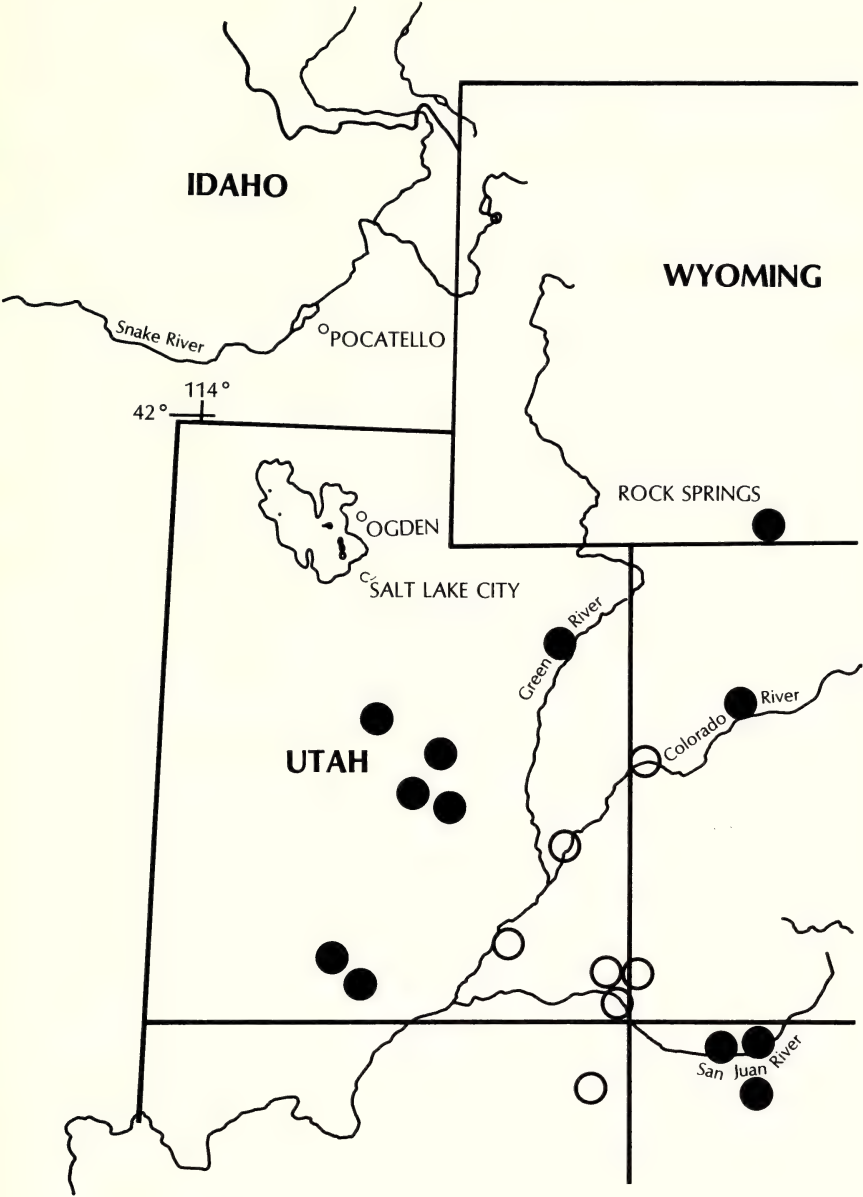 IDAHO
WYOMING
Snake River
POCATELLO
114°
42°
ROCK SPRINGS
OGDEN
SALT LAKE CITY
Green River
Colorado River
UTAH
San Juan River